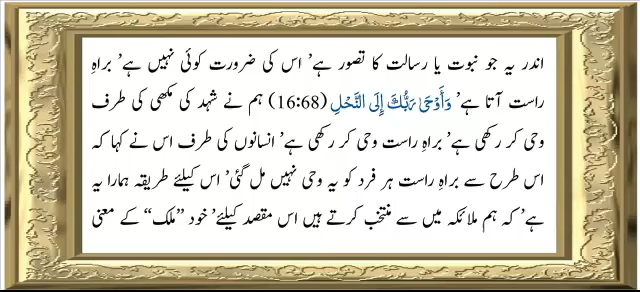 اندر یہ جو نبوت یا رسالت کا تصور ہے’ اس کی ضرورت کوئی نہیں ہے’ براہِ
راست آتا ہے’ وَأَوْحَىٰ رَبُّكَ إِلَى النَّحْلِ (16:68) ہم نے شہد کی مکھی کی طرف
وحی کر رکھی ہے’ براہِ راست وحی کر رکھی ہے’ انسانوں کی طرف اس نے کہا کہ
اس طرح سے براہِ راست ہر فرد کو یہ وحی نہیں مل گئی’ اس کیلئے طریقہ ہمارا یہ
ہے’ کہ ہم ملائکہ میں سے منتخب کرتے ہیں اس مقصد کیلئے’ خود ”ملک“ کے معنی